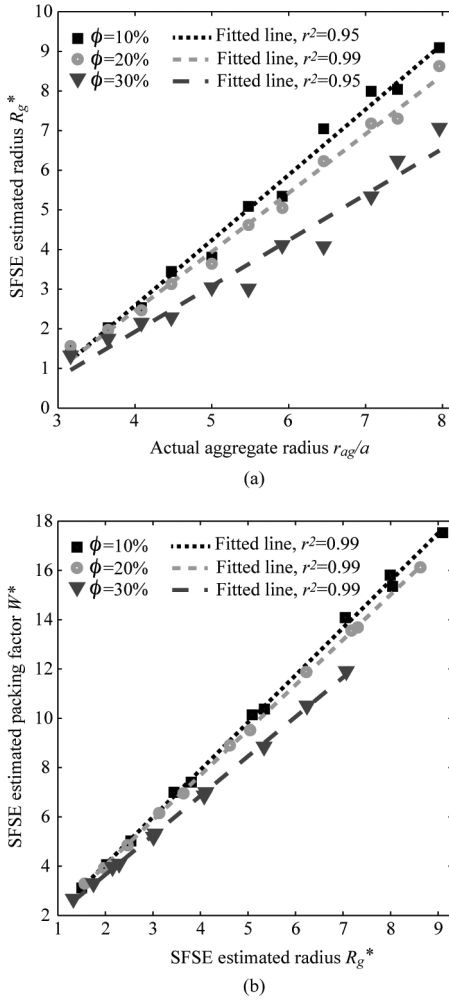 10
9
8
7
6
5
4
3
2
1
0
SFSE estimated radius R_g*
ϕ=10%
ϕ=20%
ϕ=30%
Fitted line, r²=0.95
Fitted line, r²=0.99
Fitted line, r²=0.95
3 4 5 6 7 8
Actual aggregate radius r_ag/a
(a)
18
16
14
12
10
8
6
4
2
SFSE estimated packing factor W*
ϕ=10%
ϕ=20%
ϕ=30%
Fitted line, r²=0.99
Fitted line, r²=0.99
Fitted line, r²=0.99
1 2 3 4 5 6 7 8 9
SFSE estimated radius R_g*
(b)